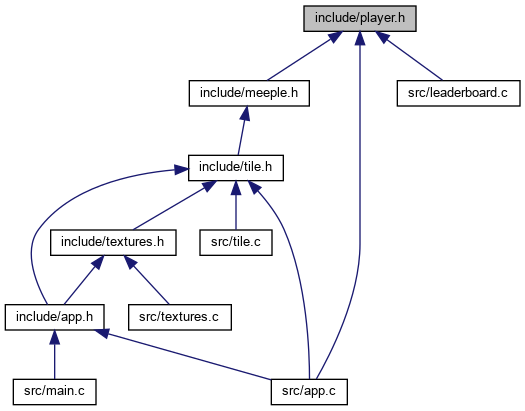 include/player.h
include/meeple.h
src/leaderboard.c
include/tile.h
include/textures.h
src/tile.c
include/app.h
src/textures.c
src/main.c
src/app.c